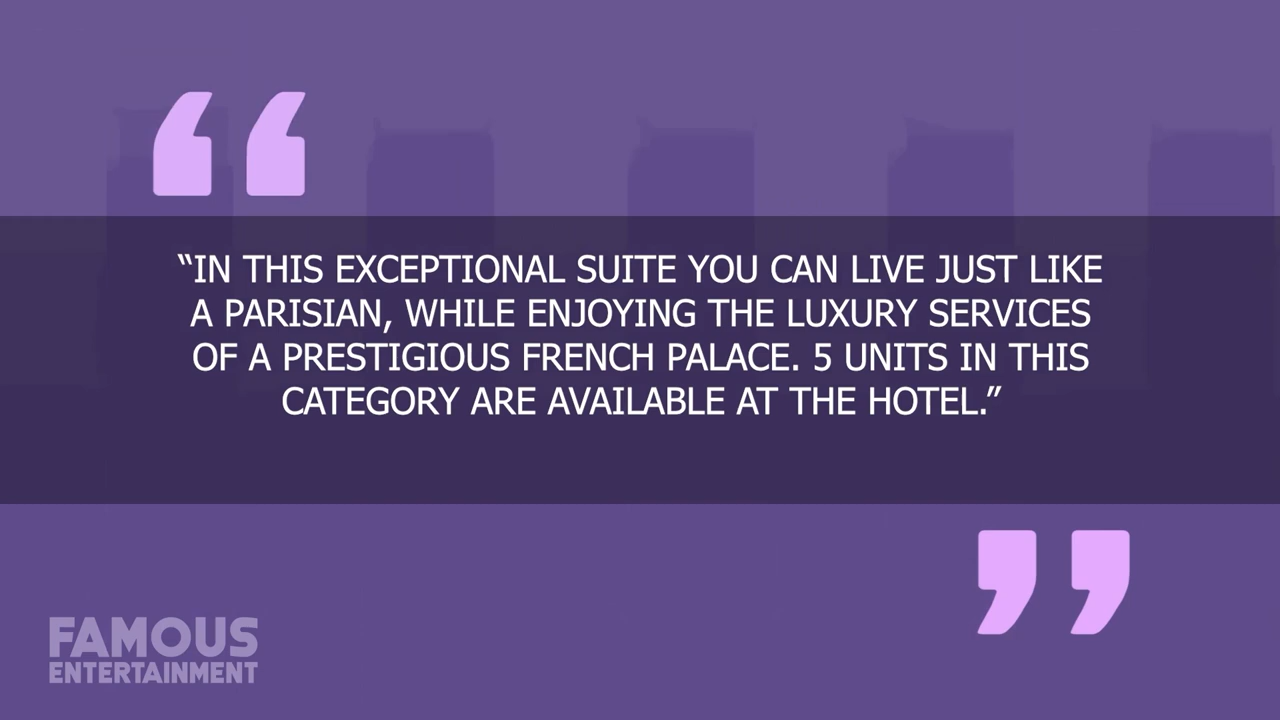 “IN THIS EXCEPTIONAL SUITE YOU CAN LIVE JUST LIKE
A PARISIAN, WHILE ENJOYING THE LUXURY SERVICES
OF A PRESTIGIOUS FRENCH PALACE. 5 UNITS IN THIS
CATEGORY ARE AVAILABLE AT THE HOTEL.”
FAMOUS
ENTERTAINMENT